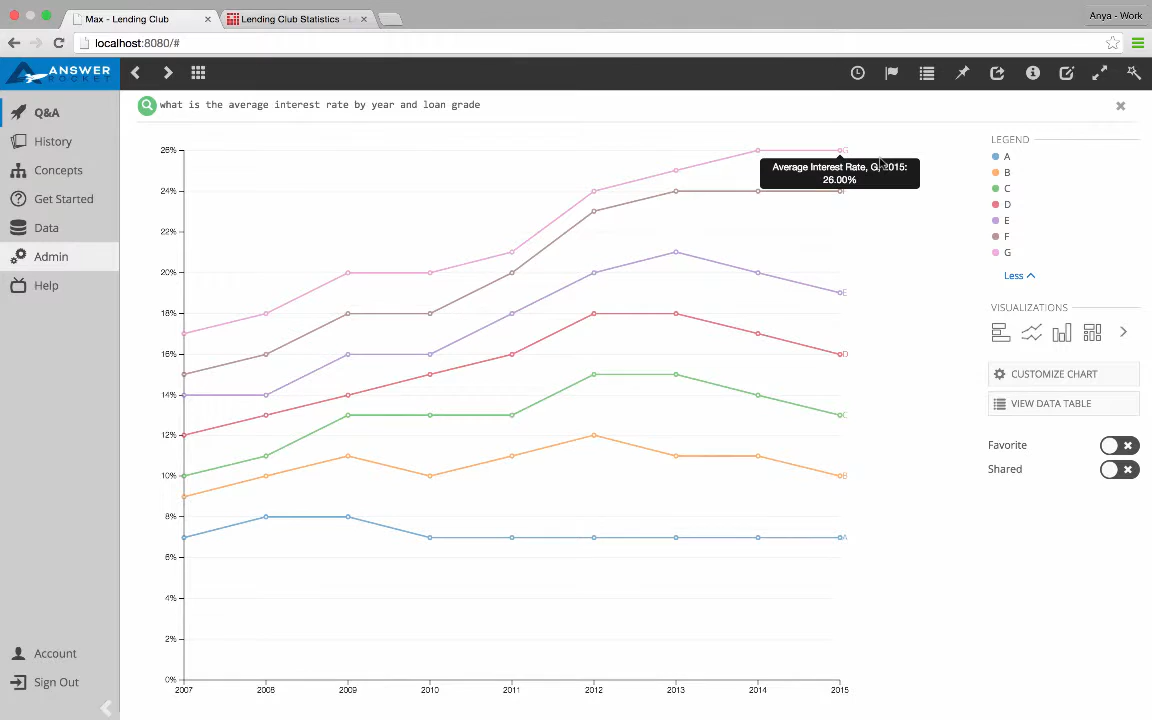 Max - Lending Club
Lending Club Statistics -
Anya - Work
localhost:8080/#
ANSWER
ROCKET
Q&A
History
Concepts
Get Started
Data
Admin
Help
Account
Sign Out
what is the average interest rate by year and loan grade
26%
24%
22%
20%
18%
16%
14%
12%
10%
8%
6%
4%
2%
0%
2007
2008
2009
2010
2011
2012
2013
2014
2015
G
Average Interest Rate, G, 2015:
26.00%
F
E
D
C
B
A
LEGEND
A
B
C
D
E
F
G
Less
VISUALIZATIONS
CUSTOMIZE CHART
VIEW DATA TABLE
Favorite
Shared